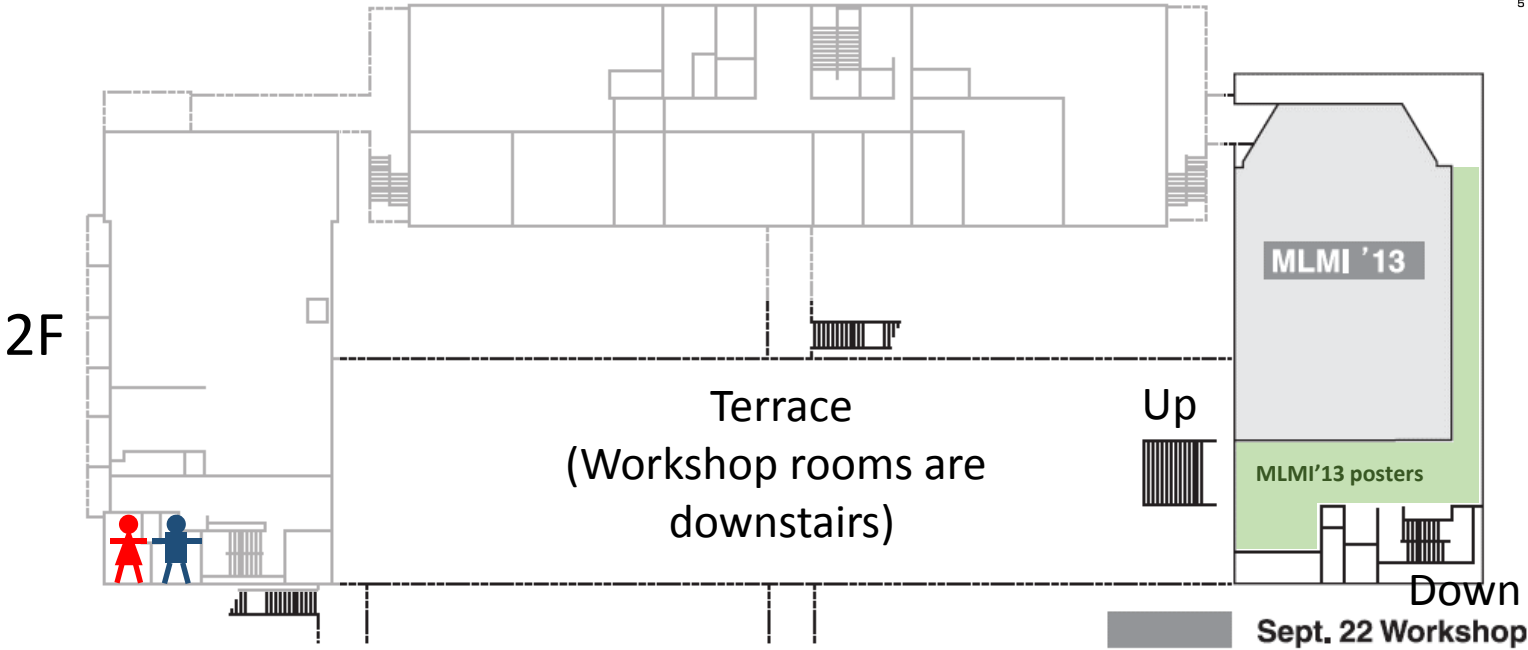 5
MLMI '13
2F
Terrace
(Workshop rooms are
downstairs)
Up
MLMI'13 posters
Down
Sept. 22 Workshop